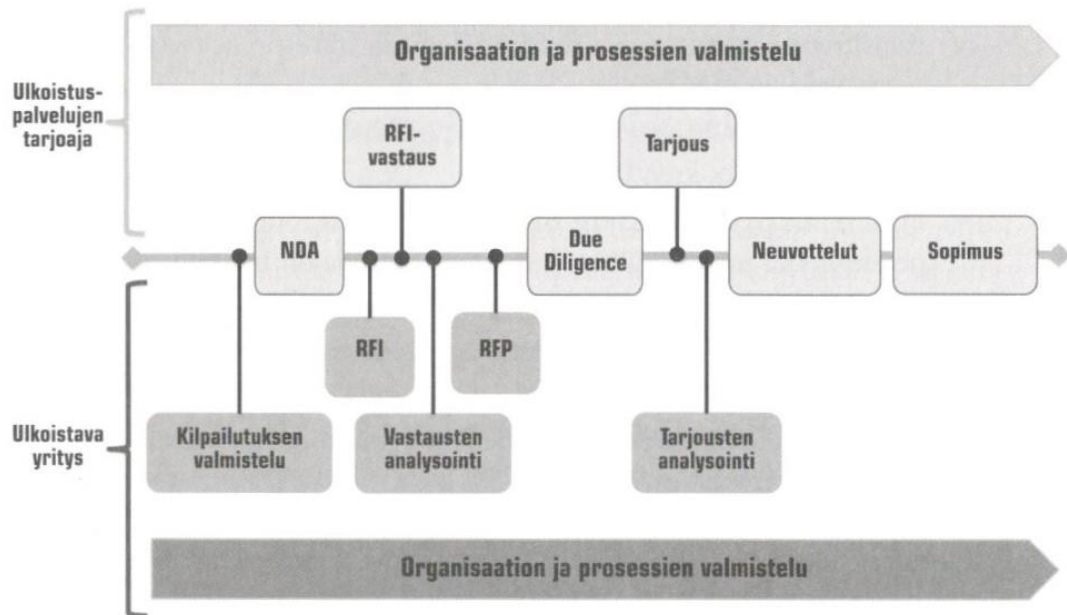 Organisaation ja prosessien valmistelu
Ulkoistus-
palvelujen
tarjoaja
RFI-
vastaus
Tarjous
NDA
Due
Diligence
Neuvottelut
Sopimus
RFI
RFP
Ulkoistava
yritys
Kilpailutuksen
valmistelu
Vastausten
analysointi
Tarjousten
analysointi
Organisaation ja prosessien valmistelu